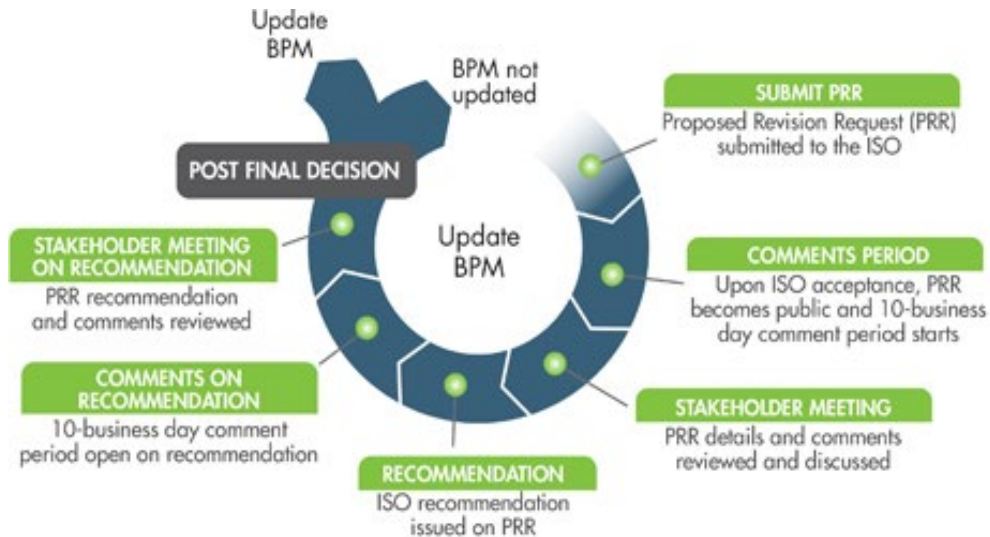 Update
BPM
BPM not
updated
POST FINAL DECISION
Update
BPM
SUBMIT PRR
Proposed Revision Request (PRR)
submitted to the ISO
COMMENTS PERIOD
Upon ISO acceptance, PRR
becomes public and 10-business
day comment period starts
STAKEHOLDER MEETING
PRR details and comments
reviewed and discussed
RECOMMENDATION
ISO recommendation
issued on PRR
COMMENTS ON
RECOMMENDATION
10-business day comment
period open on recommendation
STAKEHOLDER MEETING
ON RECOMMENDATION
PRR recommendation
and comments reviewed